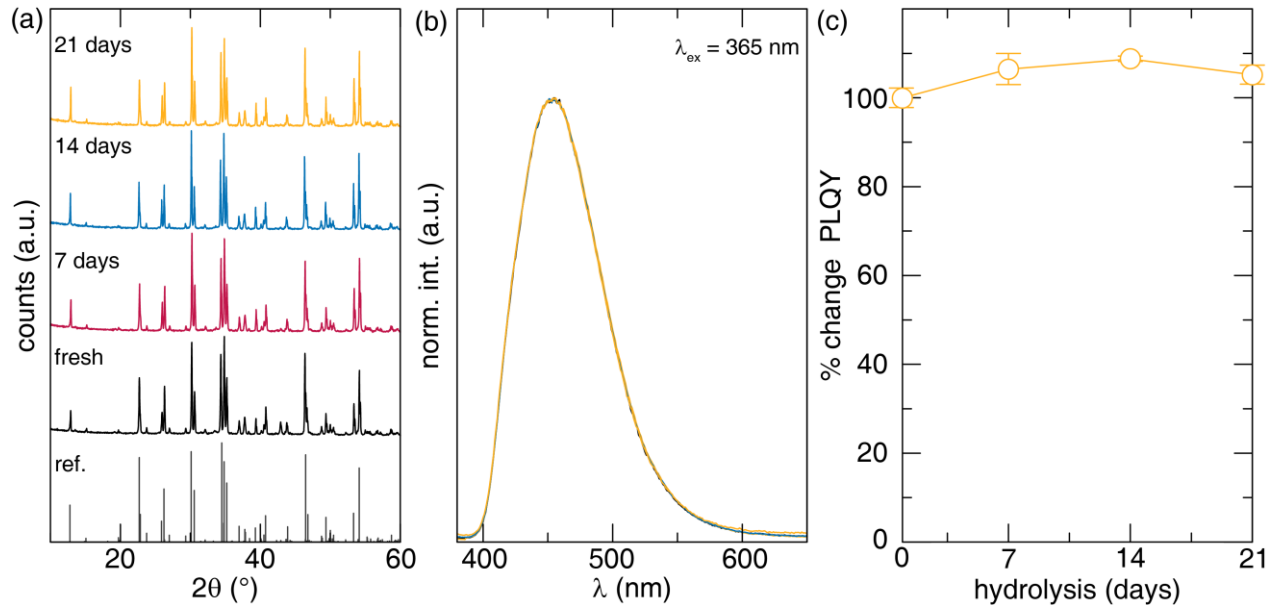 (a)
21 days
14 days
7 days
fresh
ref.
counts (a.u.)
20 40 60
2θ (°)
(b)
λex = 365 nm
norm. int. (a.u.)
400 500 600
λ (nm)
(c)
100
80
60
40
20
0
% change PLQY
0 7 14 21
hydrolysis (days)